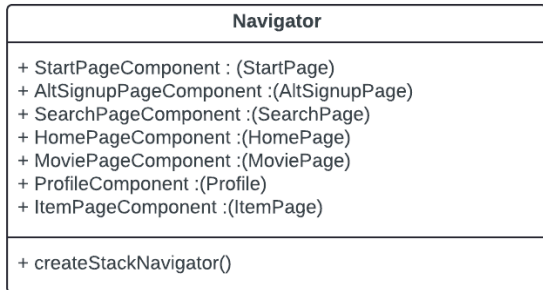 Navigator
+ StartPageComponent : (StartPage)
+ AltSignupPageComponent :(AltSignupPage)
+ SearchPageComponent :(SearchPage)
+ HomePageComponent :(HomePage)
+ MoviePageComponent :(MoviePage)
+ ProfileComponent :(Profile)
+ ItemPageComponent :(ItemPage)
+ createStackNavigator()